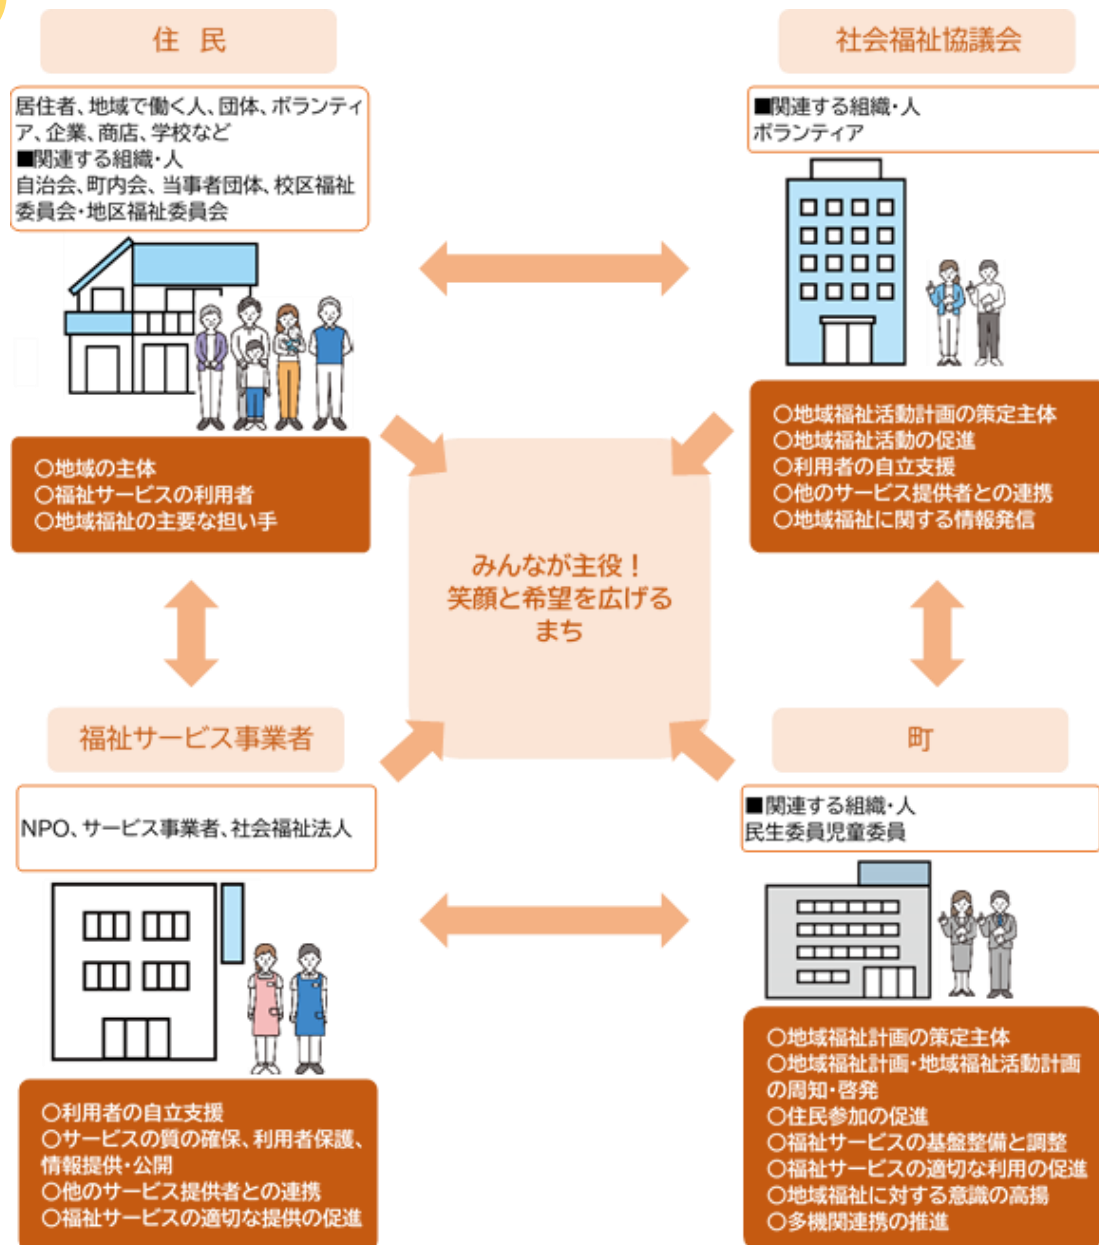 住 民
居住者、地域で働く人、団体、ボランティ
ア、企業、商店、学校など
■関連する組織・人
自治会、町内会、当事者団体、校区福祉
委員会・地区福祉委員会
○地域の主体
○福祉サービスの利用者
○地域福祉の主要な担い手
社会福祉協議会
■関連する組織・人
ボランティア
○地域福祉活動計画の策定主体
○地域福祉活動の促進
○利用者の自立支援
○他のサービス提供者との連携
○地域福祉に関する情報発信
みんなが主役！
笑顔と希望を広げる
まち
福祉サービス事業者
NPO、サービス事業者、社会福祉法人
○利用者の自立支援
○サービスの質の確保、利用者保護、
情報提供・公開
○他のサービス提供者との連携
○福祉サービスの適切な提供の促進
町
■関連する組織・人
民生委員児童委員
○地域福祉計画の策定主体
○地域福祉計画・地域福祉活動計画
の周知・啓発
○住民参加の促進
○福祉サービスの基盤整備と調整
○福祉サービスの適切な利用の促進
○地域福祉に対する意識の高揚
○多機関連携の推進